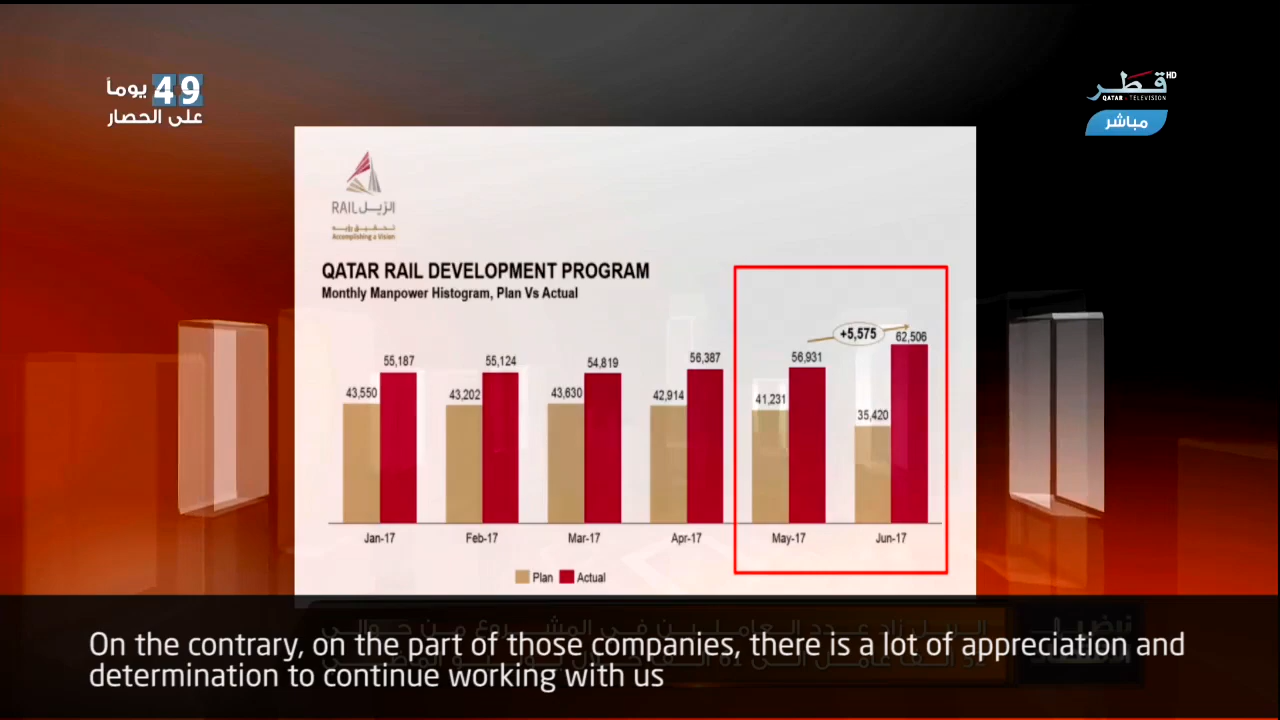 49 يوماً
على الحصار
قطر HD
QATAR TELEVISION
مباشر
RAIL الريل
تحقيق رؤية
Accomplishing a Vision
QATAR RAIL DEVELOPMENT PROGRAM
Monthly Manpower Histogram, Plan Vs Actual
+5,575
43,550 55,187 43,202 55,124 43,630 54,819 42,914 56,387 41,231 56,931 35,420 62,506
Jan-17 Feb-17 Mar-17 Apr-17 May-17 Jun-17
Plan Actual
On the contrary, on the part of those companies, there is a lot of appreciation and
determination to continue working with us